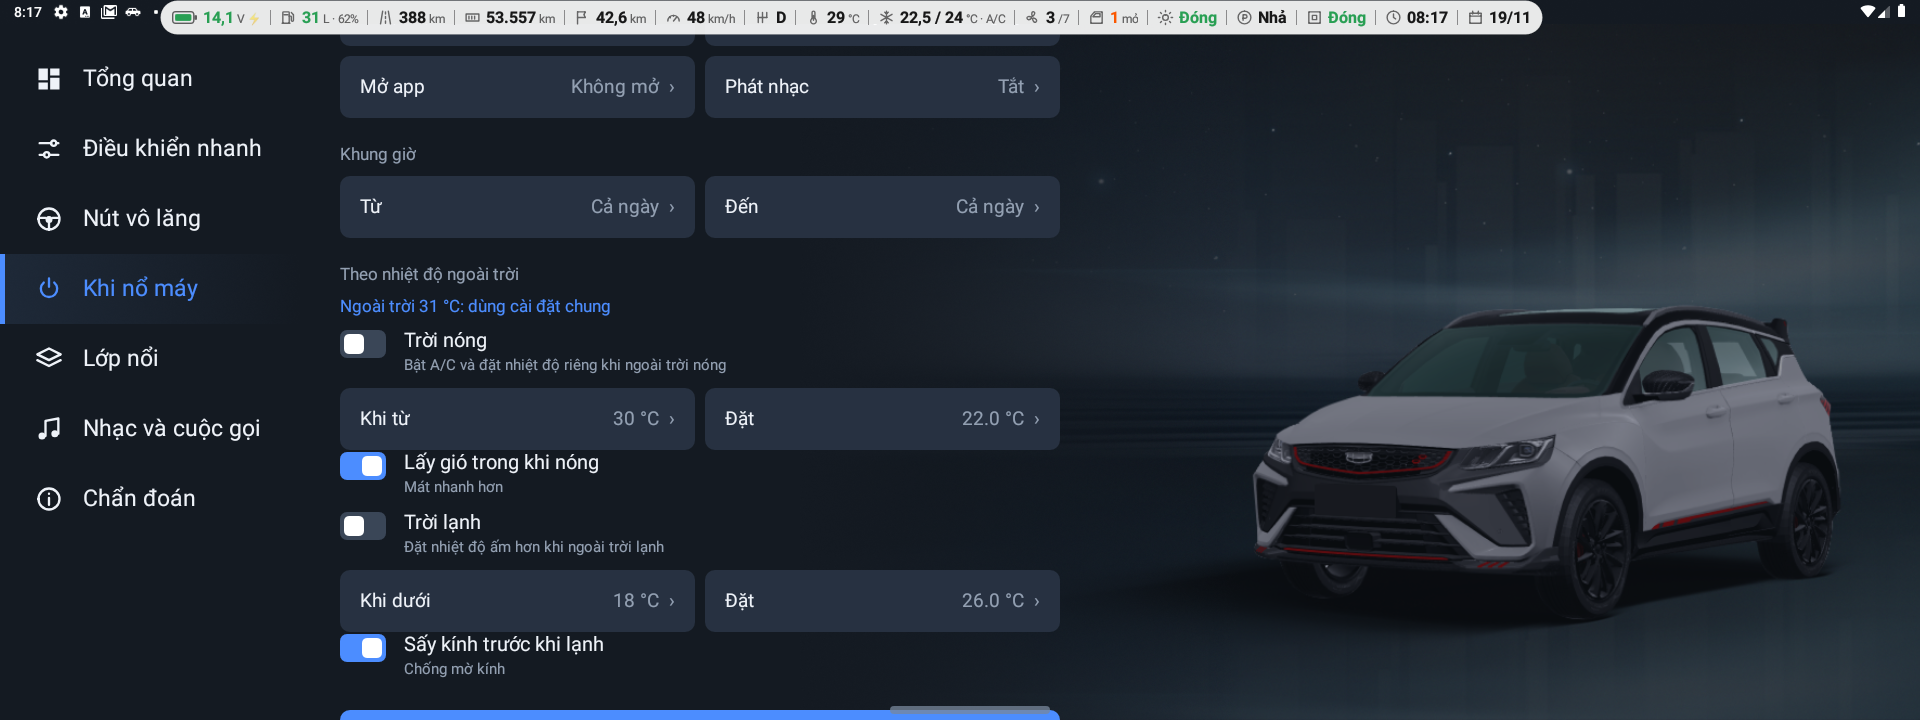 8:17 14,1 V 31 L · 62% 388 km 53.557 km 42,6 km 48 km/h D 29 °C 22,5 / 24 °C · A/C 3 /7 1 mở Đóng Nhả Đóng 08:17 19/11
Tổng quan
Điều khiển nhanh
Nút vô lăng
Khi nổ máy
Lớp nổi
Nhạc và cuộc gọi
Chẩn đoán
Mở app Không mở › Phát nhạc Tắt ›
Khung giờ
Từ Cả ngày › Đến Cả ngày ›
Theo nhiệt độ ngoài trời
Ngoài trời 31 °C: dùng cài đặt chung
Trời nóng
Bật A/C và đặt nhiệt độ riêng khi ngoài trời nóng
Khi từ 30 °C › Đặt 22.0 °C ›
Lấy gió trong khi nóng
Mát nhanh hơn
Trời lạnh
Đặt nhiệt độ ấm hơn khi ngoài trời lạnh
Khi dưới 18 °C › Đặt 26.0 °C ›
Sấy kính trước khi lạnh
Chống mờ kính